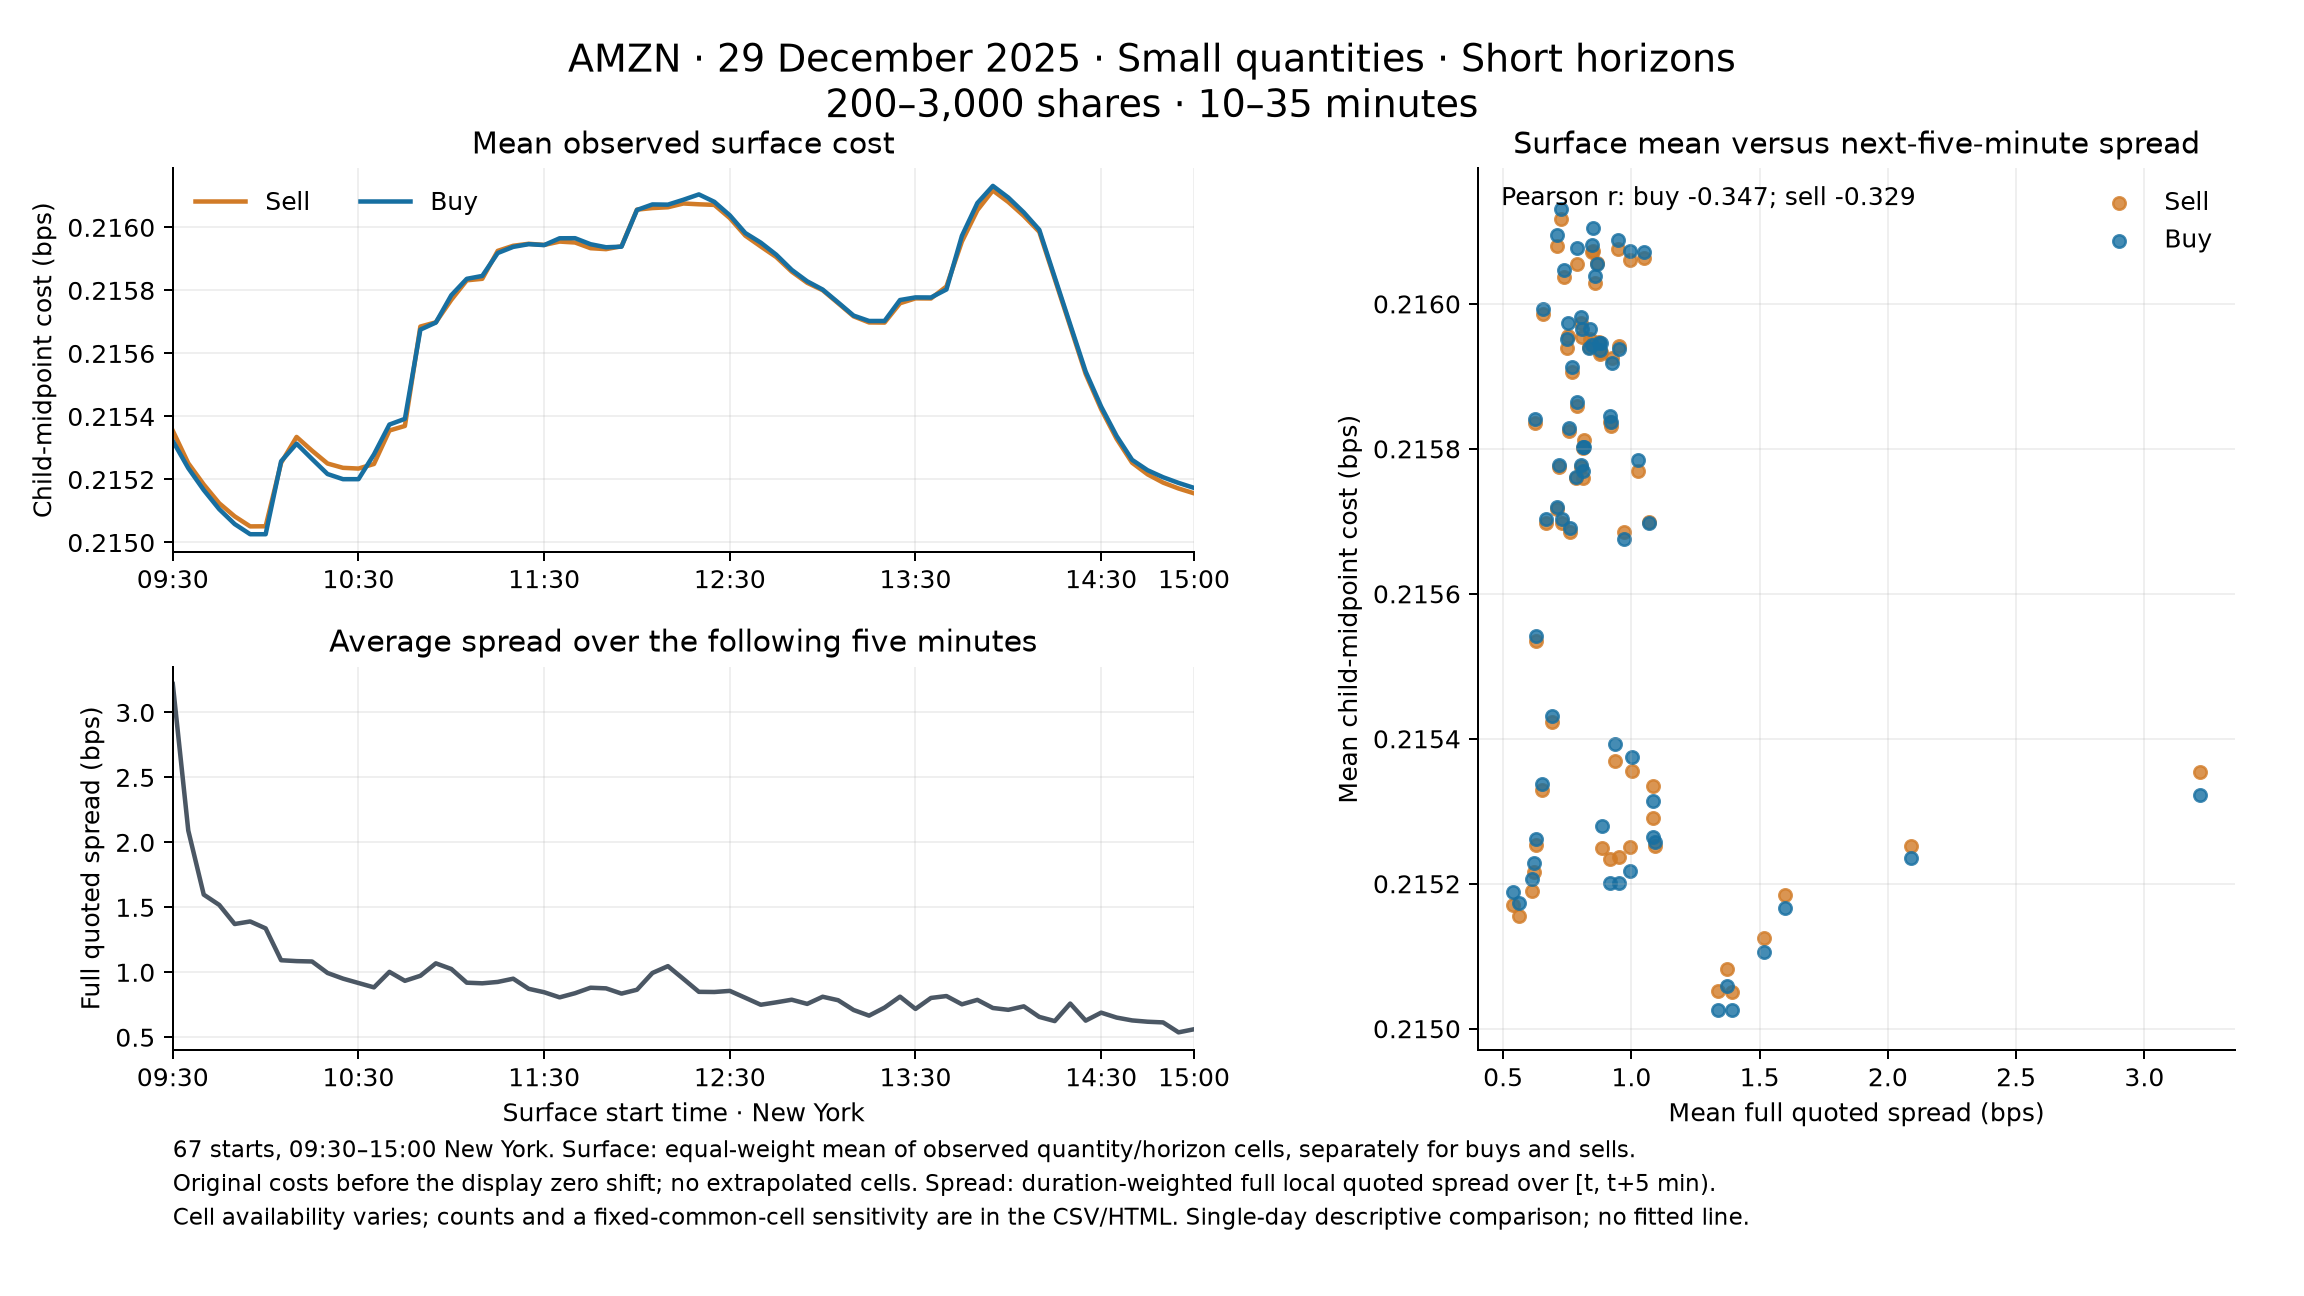 AMZN · 29 December 2025 · Small quantities · Short horizons
200–3,000 shares · 10–35 minutes
Mean observed surface cost
Sell
Buy
Child-midpoint cost (bps)
0.2160
0.2158
0.2156
0.2154
0.2152
0.2150
09:30
10:30
11:30
12:30
13:30
14:30
15:00
Average spread over the following five minutes
Full quoted spread (bps)
3.0
2.5
2.0
1.5
1.0
0.5
09:30
10:30
11:30
12:30
13:30
14:30
15:00
Surface start time · New York
Surface mean versus next-five-minute spread
Pearson r: buy -0.347; sell -0.329
Sell
Buy
Mean child-midpoint cost (bps)
0.2160
0.2158
0.2156
0.2154
0.2152
0.2150
0.5
1.0
1.5
2.0
2.5
3.0
Mean full quoted spread (bps)
67 starts, 09:30–15:00 New York. Surface: equal-weight mean of observed quantity/horizon cells, separately for buys and sells.
Original costs before the display zero shift; no extrapolated cells. Spread: duration-weighted full local quoted spread over [t, t+5 min).
Cell availability varies; counts and a fixed-common-cell sensitivity are in the CSV/HTML. Single-day descriptive comparison; no fitted line.